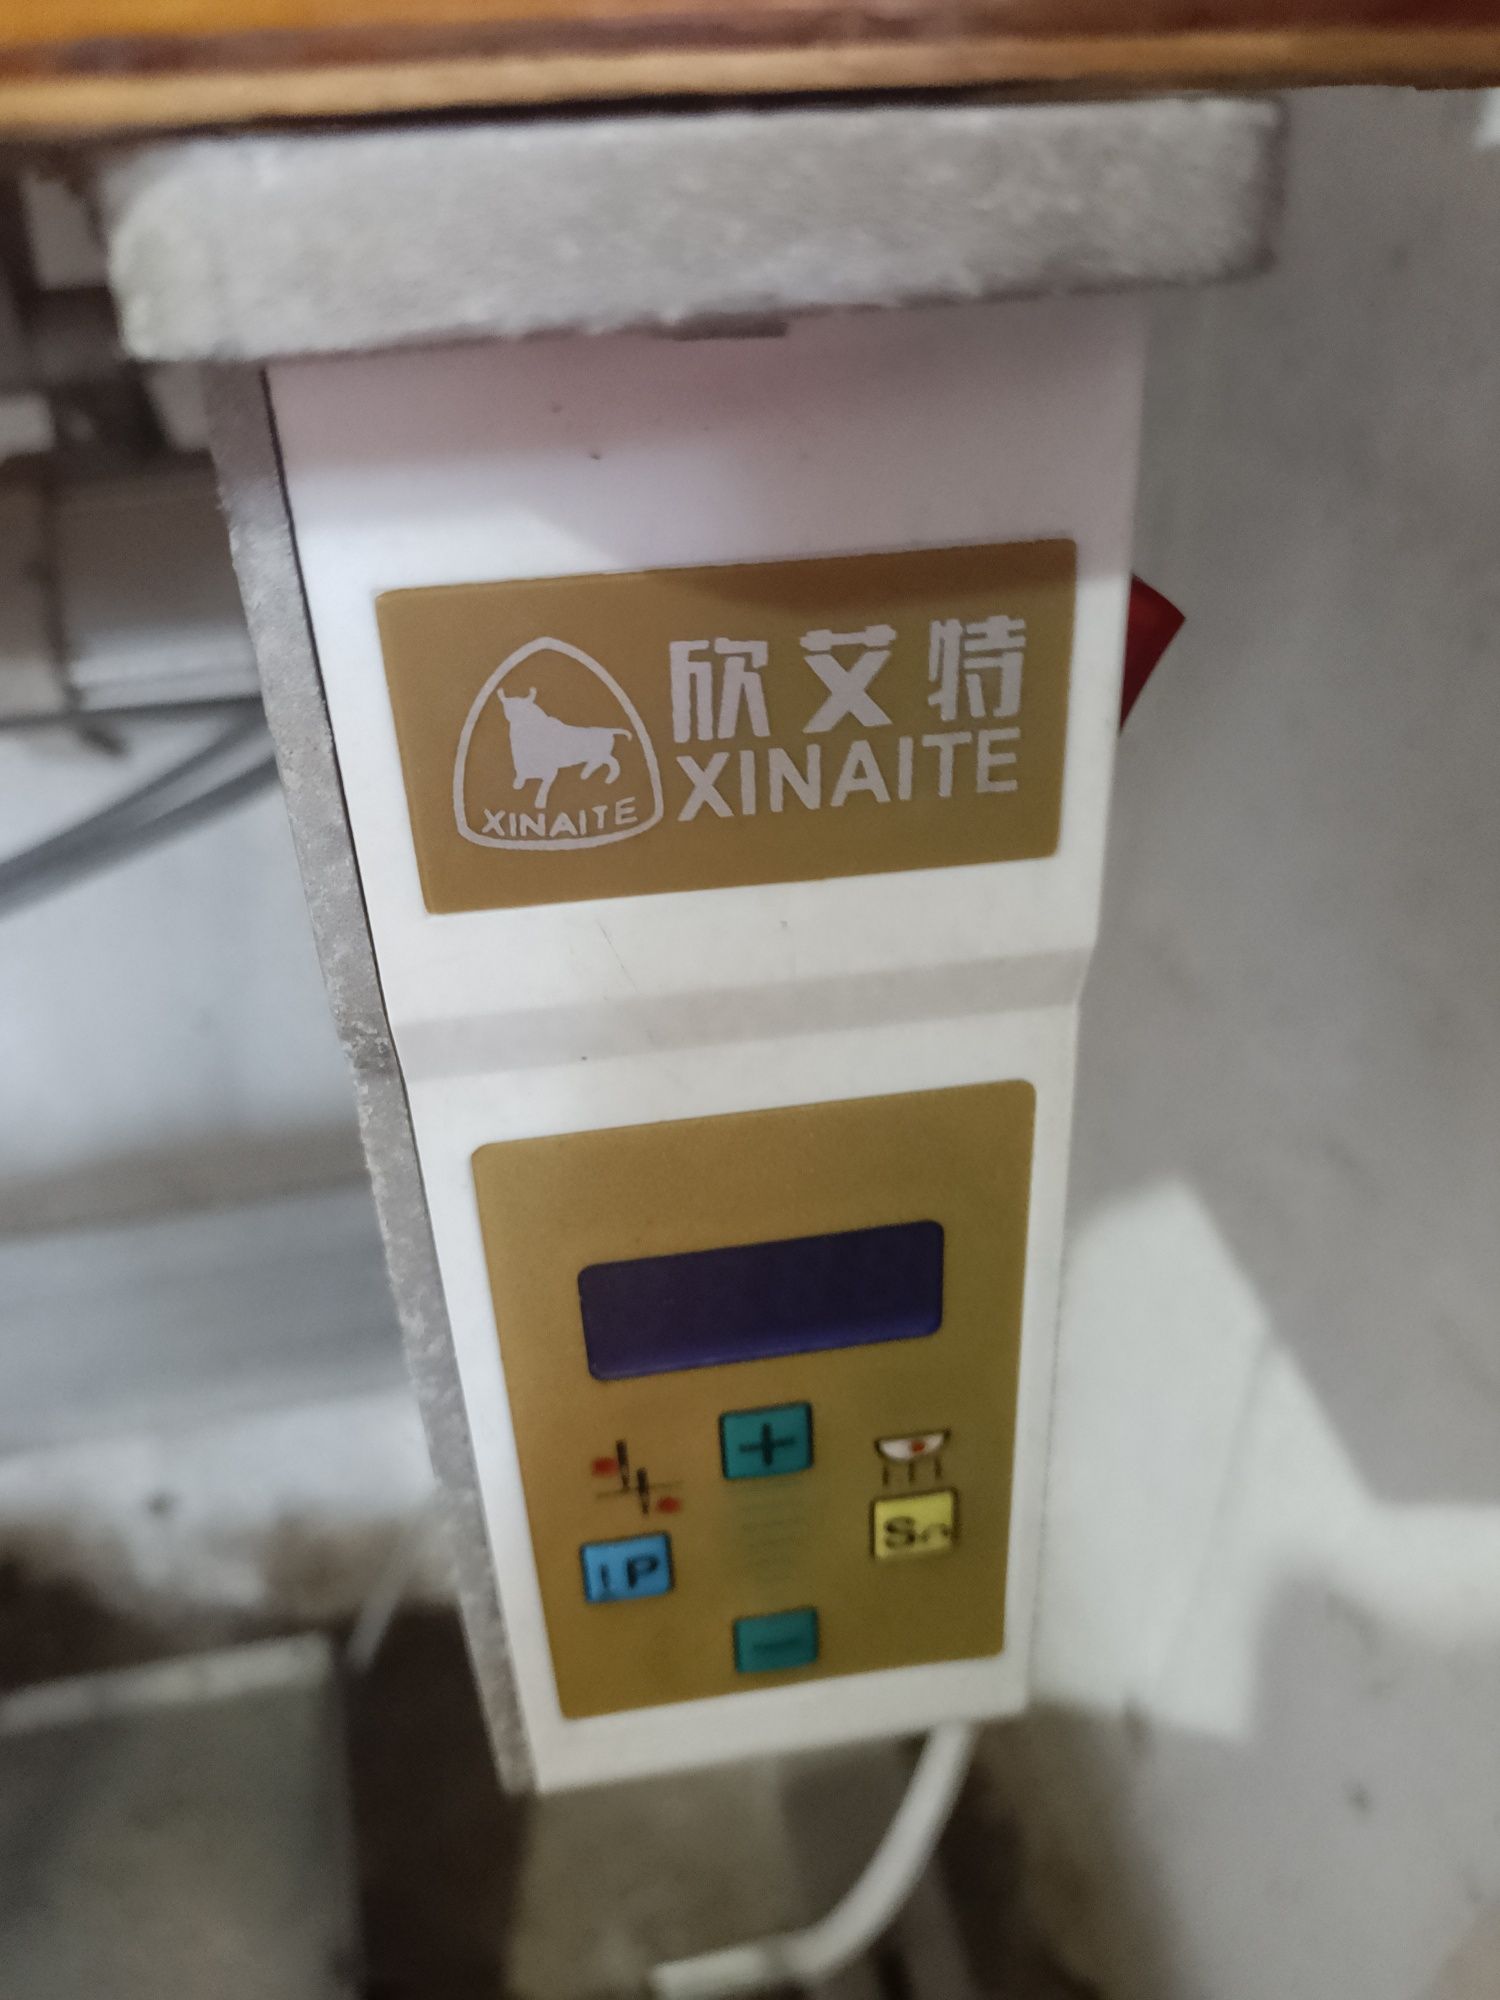 欣艾特
XINAITE
XINAITE
+
P
S
−